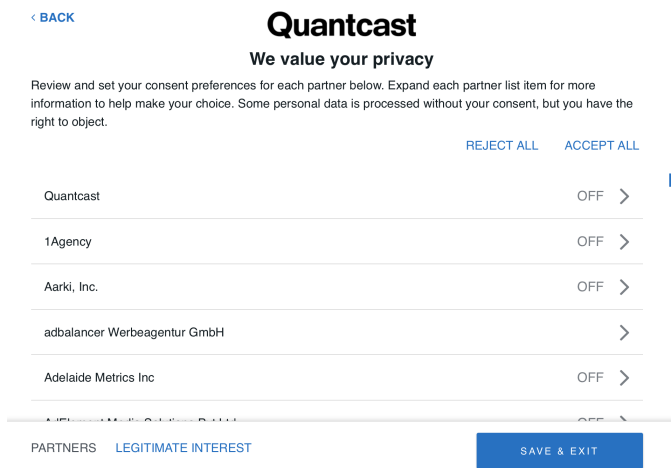 < BACK
Quantcast
We value your privacy
Review and set your consent preferences for each partner below. Expand each partner list item for more
information to help make your choice. Some personal data is processed without your consent, but you have the
right to object.
REJECT ALL ACCEPT ALL
Quantcast OFF
1Agency OFF
Aarki, Inc. OFF
adbalancer Werbeagentur GmbH
Adelaide Metrics Inc OFF
PARTNERS LEGITIMATE INTEREST
SAVE & EXIT